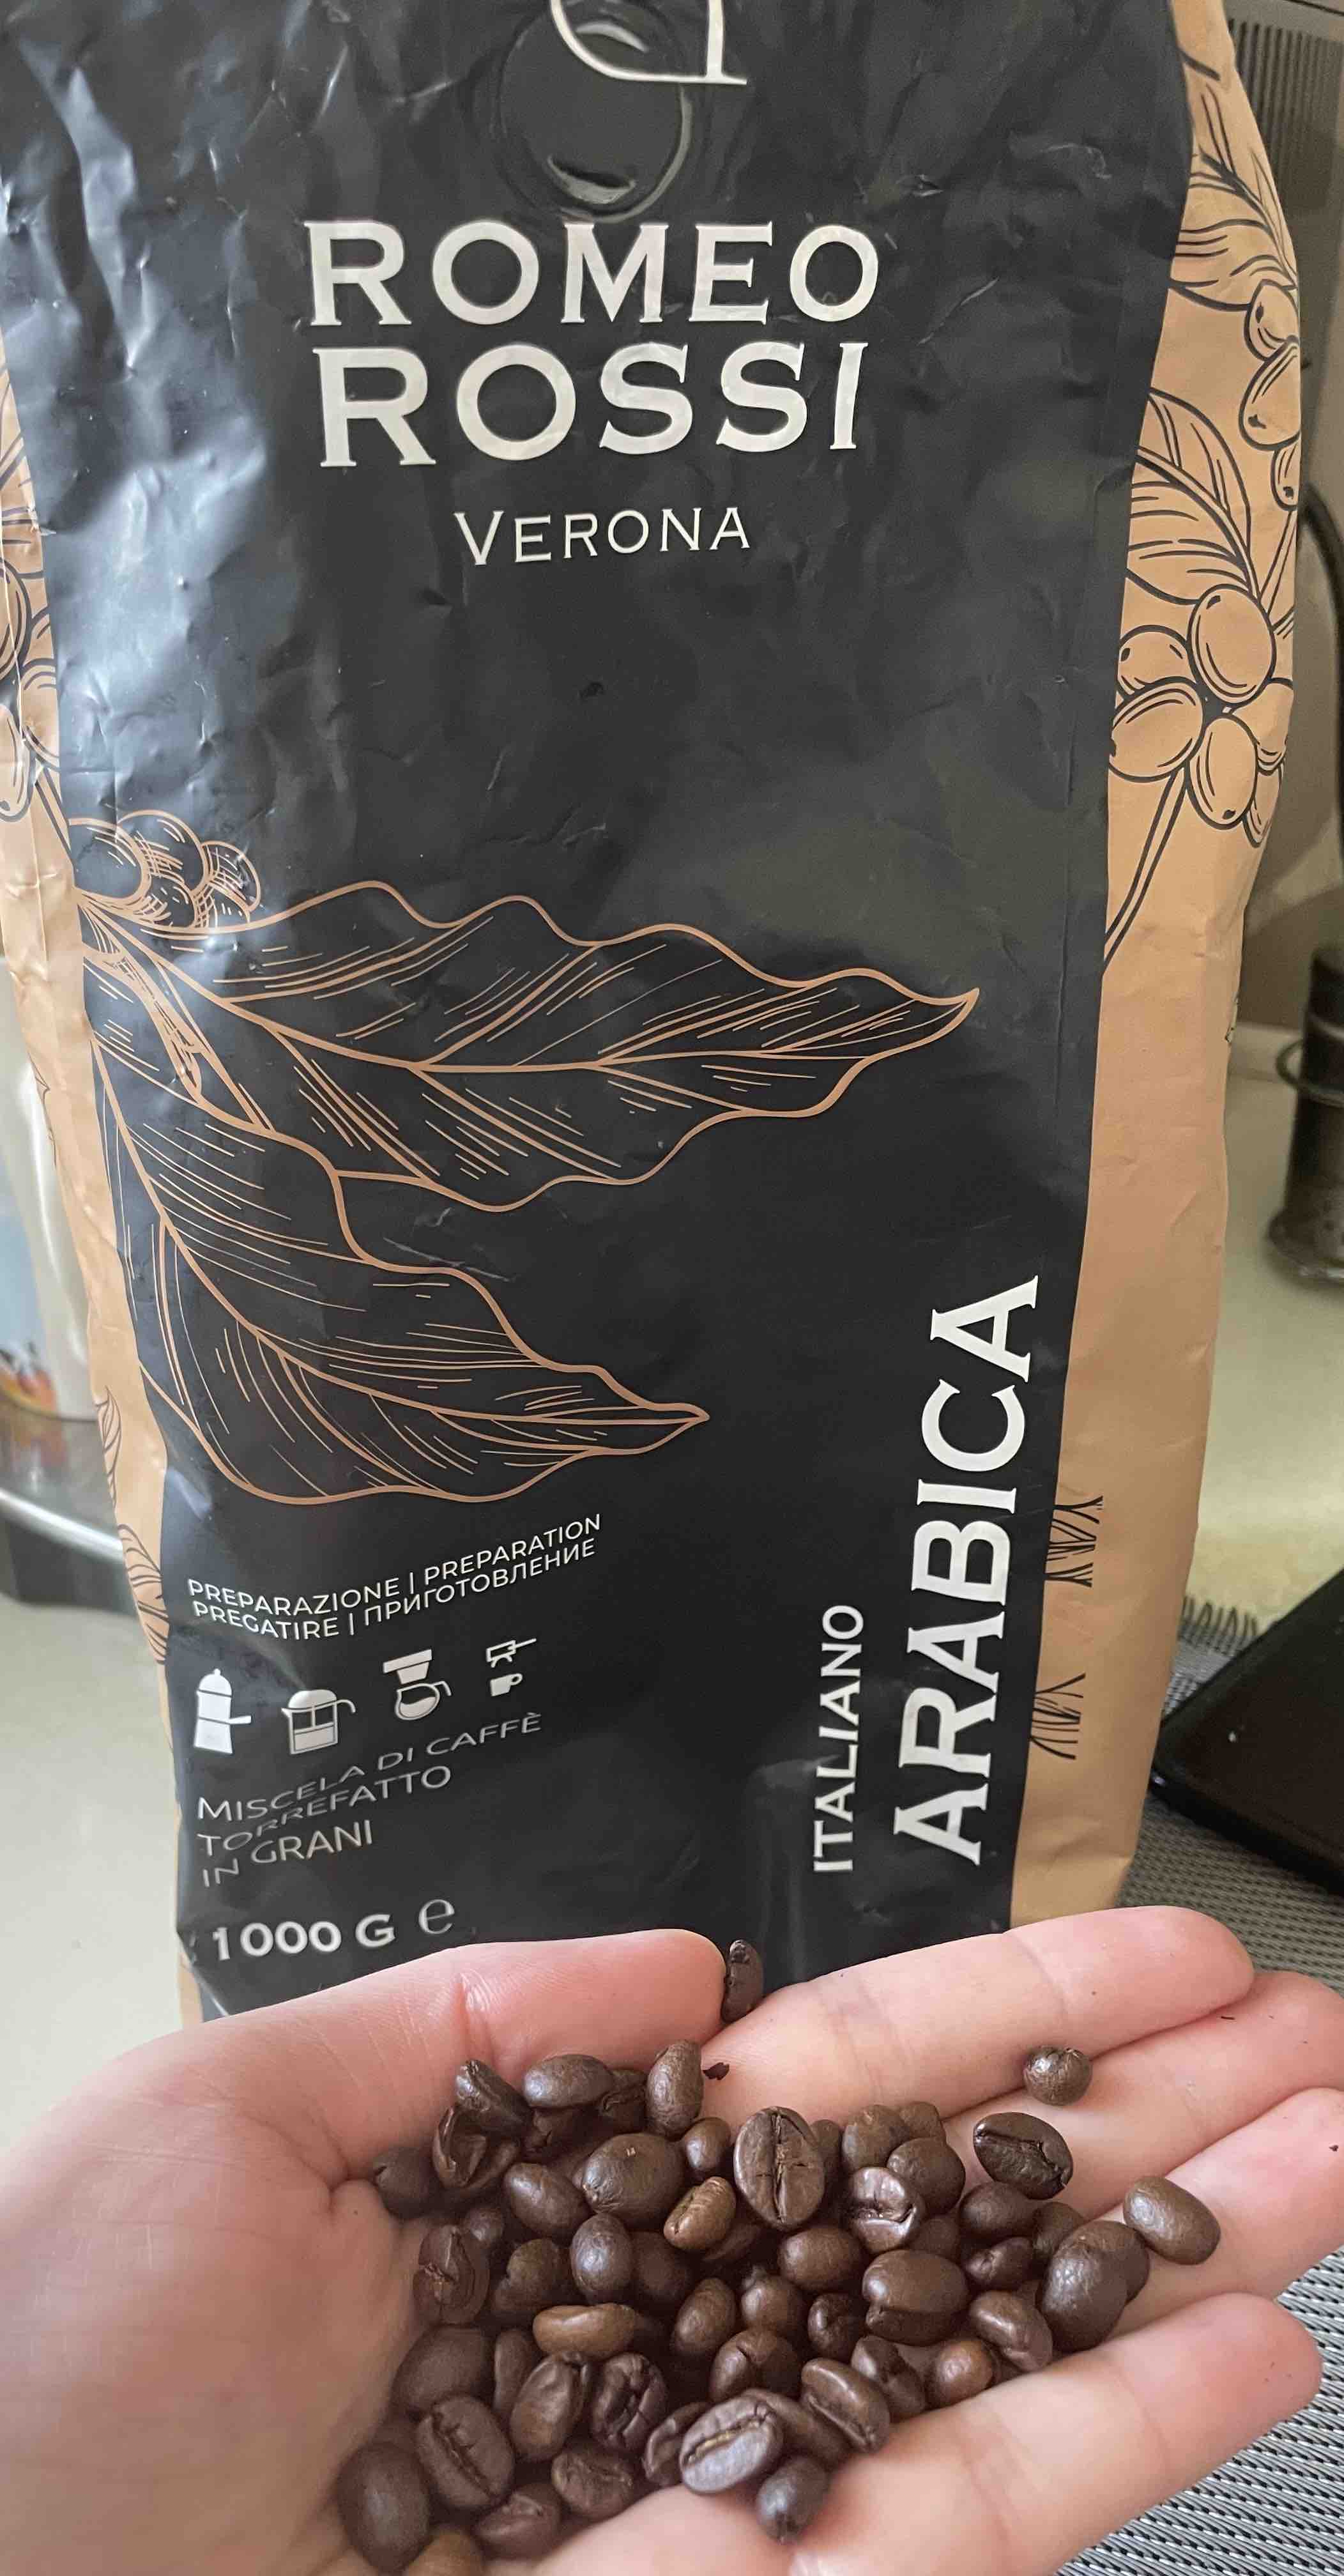 ROMEO
ROSSI
VERONA
PREPARAZIONE | PREPARATION
PREGATIRE | ПРИГОТОВЛЕНИЕ
MISCELA DI CAFFÈ
TORREFATTO
IN GRANI
1000 G e
ITALIANO
ARABICA